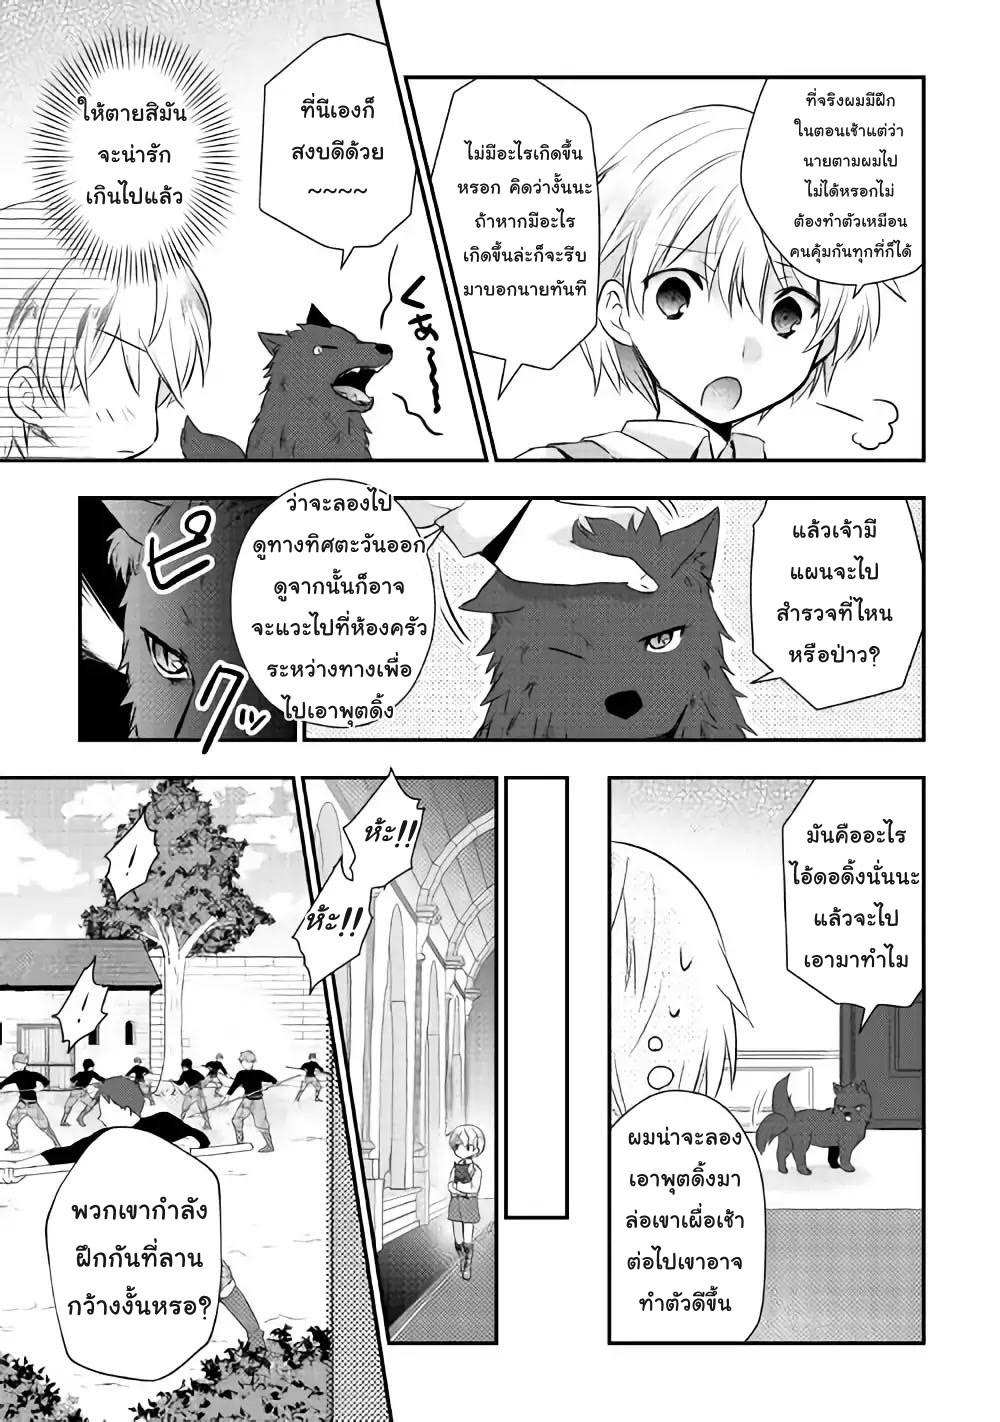 ที่จริงผมมีฝึก
ในตอนเช้าแต่ว่า
นายตามผมไป
ไม่ได้หรอกไม่
ต้องทำตัวเหมือน
คนคุ้มกันทุกที่ก็ได้
ไม่มีอะไรเกิดขึ้น
หรอก คิดว่างั้นนะ
ถ้าหากมีอะไร
เกิดขึ้นล่ะก็จะรีบ
มาบอกนายทันที
ที่นี่เองก็
สงบดีด้วย
~~~~
くぁ〜
ให้ตายสิมัน
จะน่ารัก
เกินไปแล้ว
แล้วเจ้ามี
แผนจะไป
สำรวจที่ไหน
หรือป่าว?
ว่าจะลองไป
ดูทางทิศตะวันออก
ดูจากนั้นก็อาจ
จะแวะไปที่ห้องครัว
ระหว่างทางเพื่อ
ไปเอาพุตดิ้ง
ピクッ
มันคืออะไร
ไอ้ดอดิ้งนั่นนะ
แล้วจะไป
เอามาทำไม
ผมน่าจะลอง
เอาพุตดิ้งมา
ล่อเขาเผื่อเช้า
ต่อไปเขาอาจ
ทำตัวดีขึ้น
ห้ะ!!
ห้ะ!!
พวกเขากำลัง
ฝึกกันที่ลาน
กว้างงั้นหรอ?